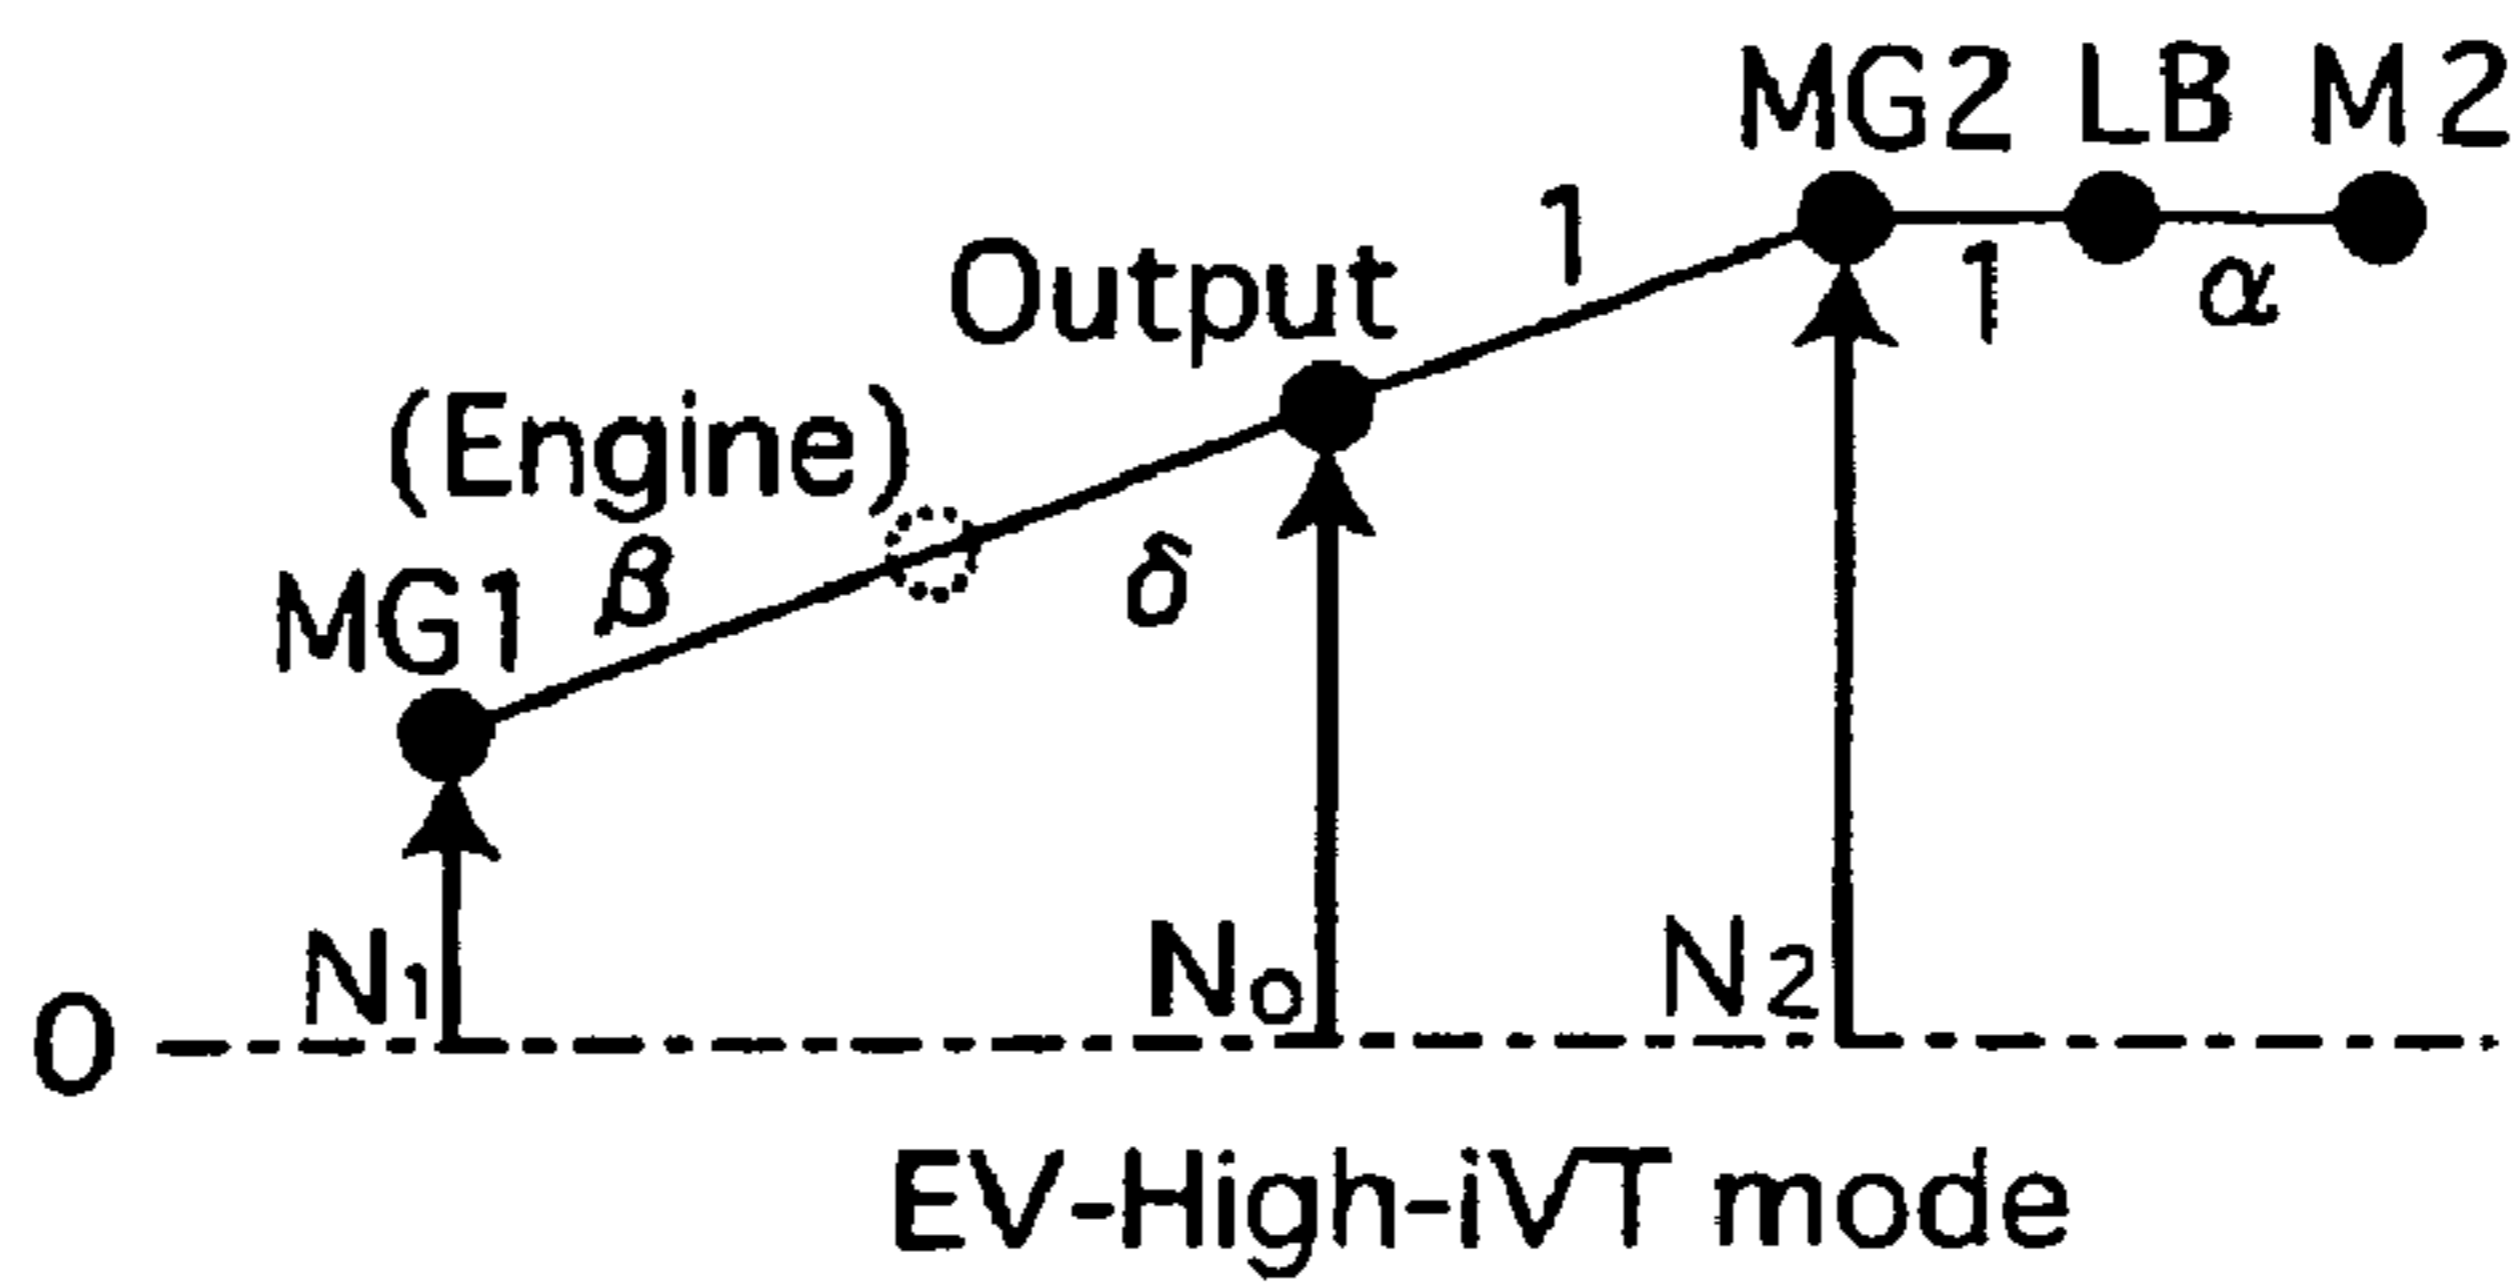 MG2 LB M2
1
Output
1
α
(Engine)
β
δ
MG1
N1
No
N2
0
EV-High-iVT mode